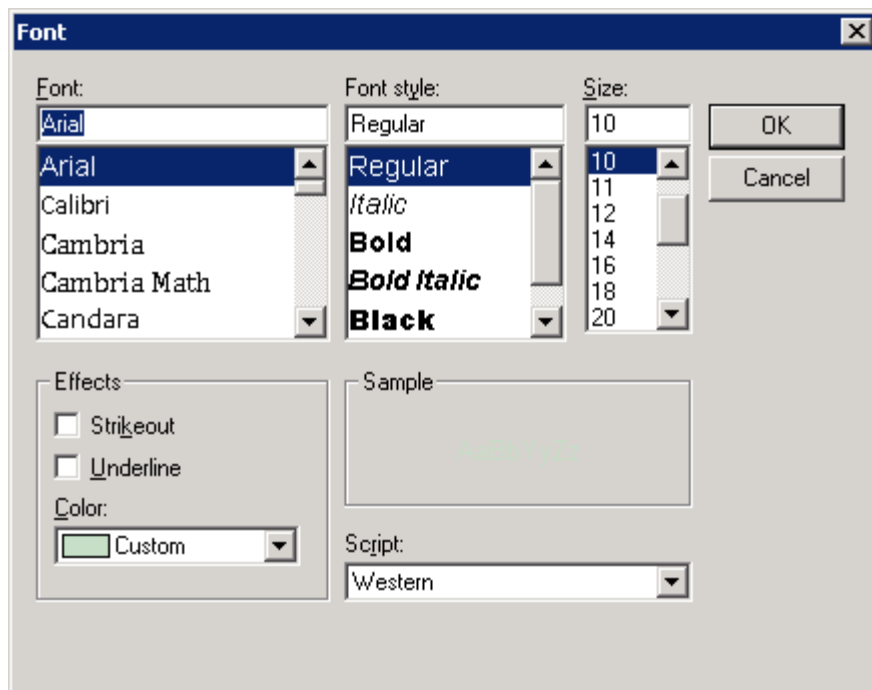 Font
Font: Font style: Size:
Arial Regular 10 OK
Arial Regular 10
Calibri Italic 11 Cancel
Cambria Bold 12
Cambria Math Bold Italic 14
Candara Black 16
18
20
Effects Sample
Strikeout
Underline
Color:
Custom Script:
Western